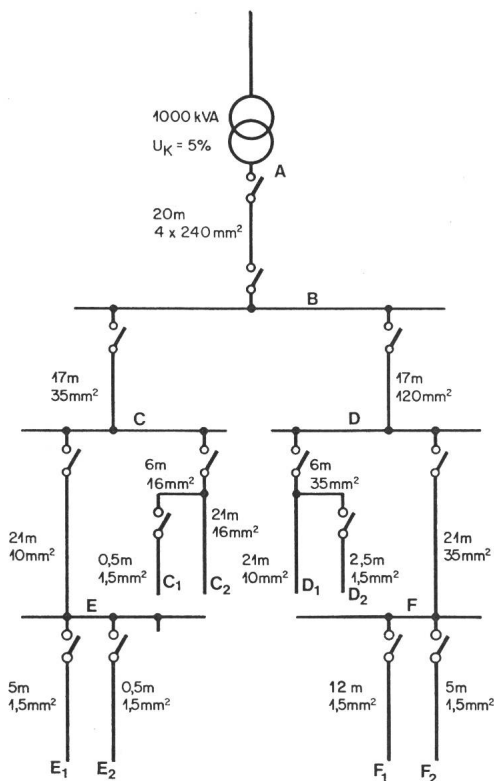 1000 kVA
U_K = 5%
A
20m
4 x 240mm²
B
17m
35mm²
17m
120mm²
C
D
6m
16mm²
6m
35mm²
21m
10mm²
21m
16mm²
21m
10mm²
21m
35mm²
0,5m
1,5mm²
2,5m
1,5mm²
C₁
C₂
D₁
D₂
E
F
5m
1,5mm²
0,5m
1,5mm²
12 m
1,5mm²
5m
1,5mm²
E₁
E₂
F₁
F₂